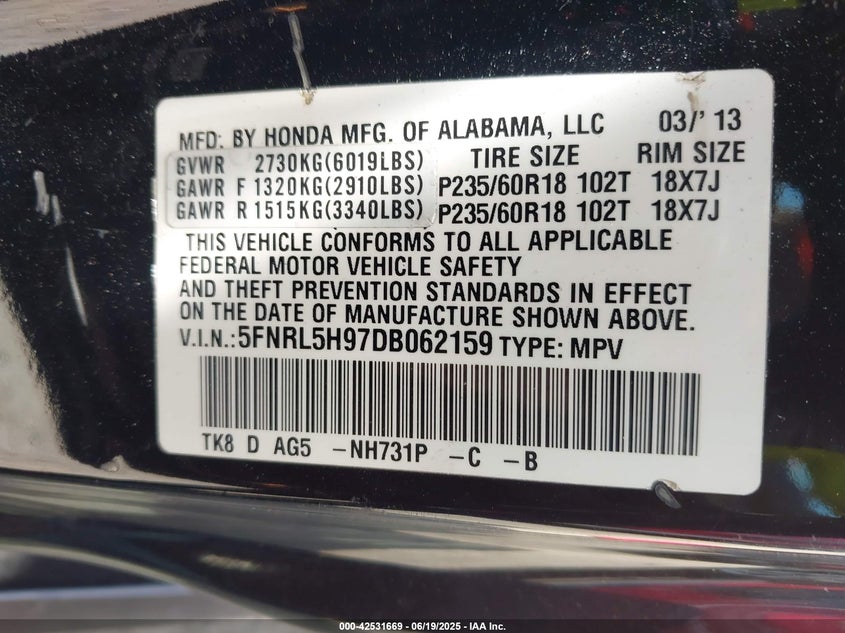 MFD: BY HONDA MFG. OF ALABAMA, LLC 03/' 13
GVWR 2730KG(6019LBS) TIRE SIZE RIM SIZE
GAWR F 1320KG(2910LBS) P235/60R18 102T 18X7J
GAWR R 1515KG(3340LBS) P235/60R18 102T 18X7J
THIS VEHICLE CONFORMS TO ALL APPLICABLE
FEDERAL MOTOR VEHICLE SAFETY
AND THEFT PREVENTION STANDARDS IN EFFECT
ON THE DATE OF MANUFACTURE SHOWN ABOVE.
V.I.N.:5FNRL5H97DB062159 TYPE: MPV
TK8 D AG5 -NH731P -C -B
000-42531669 - 06/19/2025 - IAA Inc.